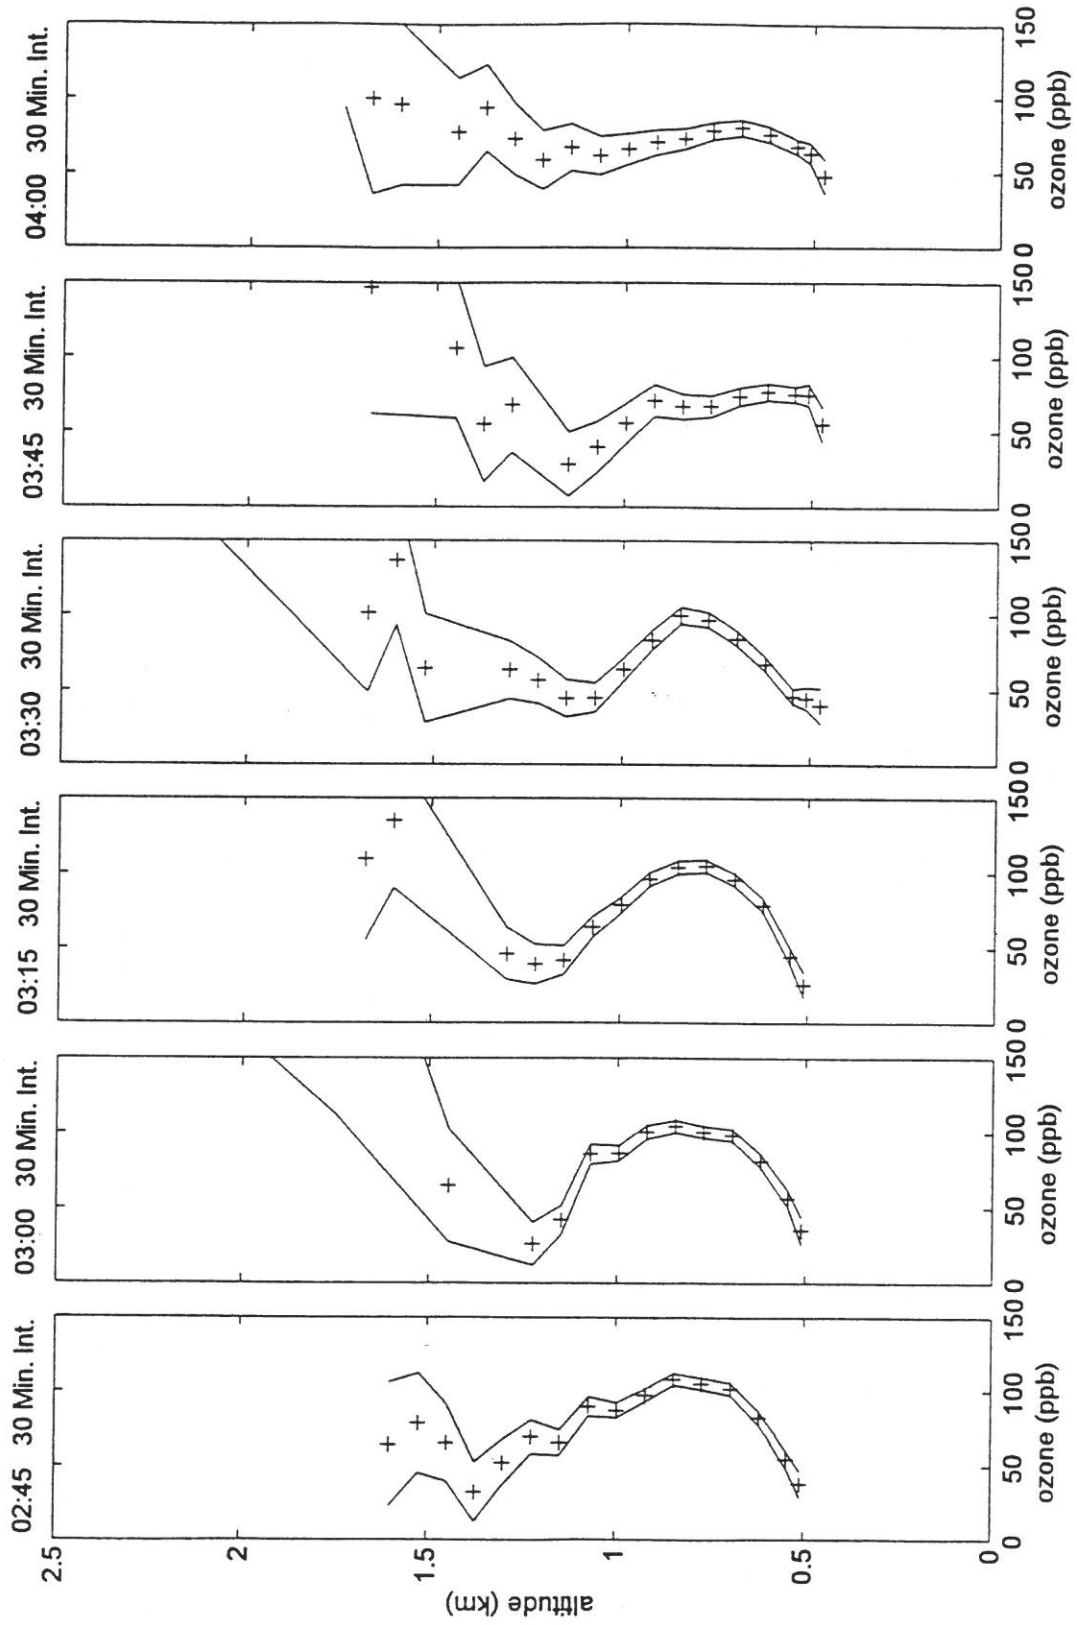 02:45 30 Min. Int.
03:00 30 Min. Int.
03:15 30 Min. Int.
03:30 30 Min. Int.
03:45 30 Min. Int.
04:00 30 Min. Int.
2.5
2
1.5
1
0.5
0
altitude (km)
0 50 100 150
0 50 100 150
0 50 100 150
0 50 100 150
0 50 100 150
0 50 100 150
ozone (ppb)
ozone (ppb)
ozone (ppb)
ozone (ppb)
ozone (ppb)
ozone (ppb)